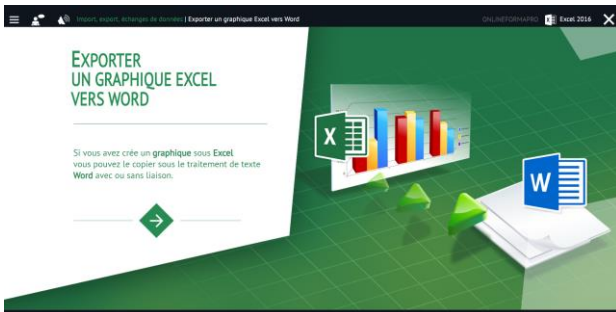 Import, export, échanges de données | Exporter un graphique Excel vers Word
ONLINEFORMAPRO
Excel 2016
EXPORTER
UN GRAPHIQUE EXCEL
VERS WORD
Si vous avez crée un graphique sous Excel
vous pouvez le copier sous le traitement de texte
Word avec ou sans liaison.
X
W